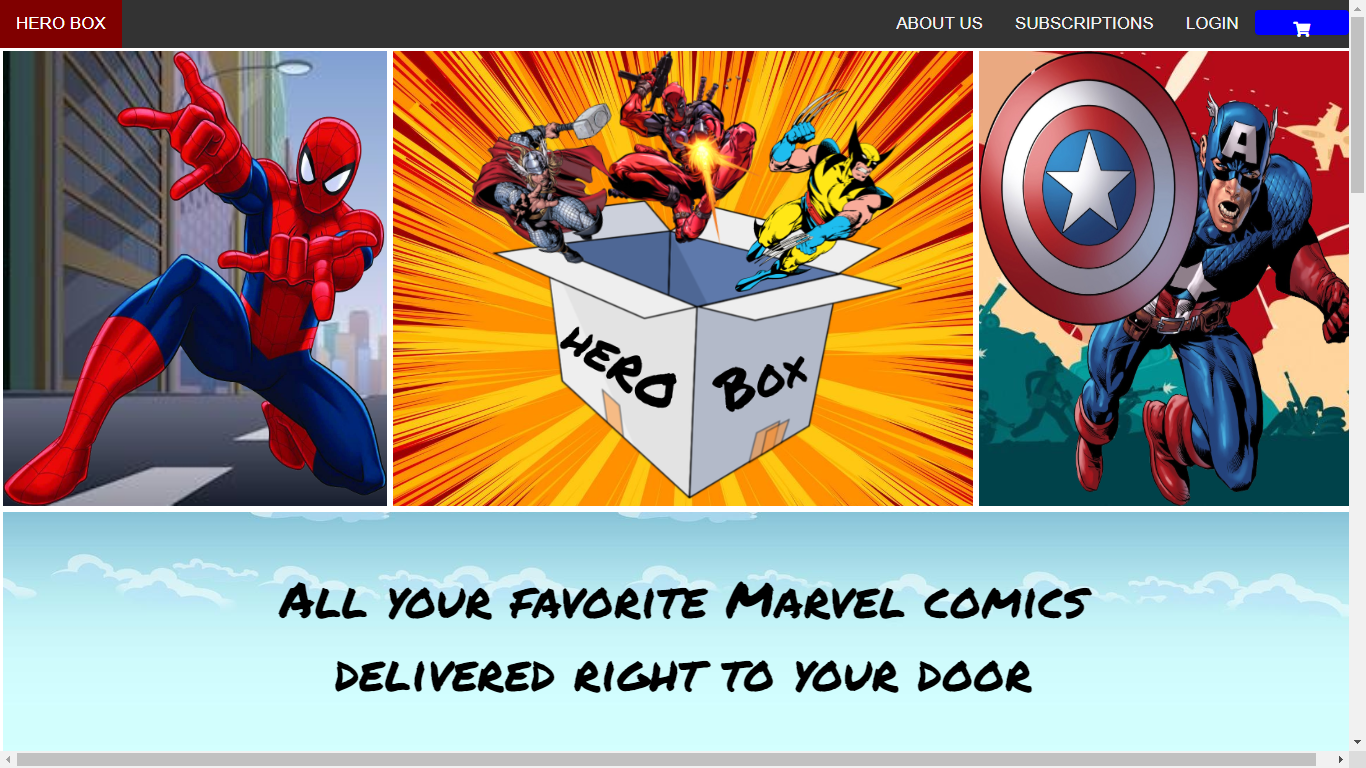 HERO BOX
ABOUT US
SUBSCRIPTIONS
LOGIN
HERO
BOX
A
ALL YOUR FAVORITE MARVEL COMICS
DELIVERED RIGHT TO YOUR DOOR